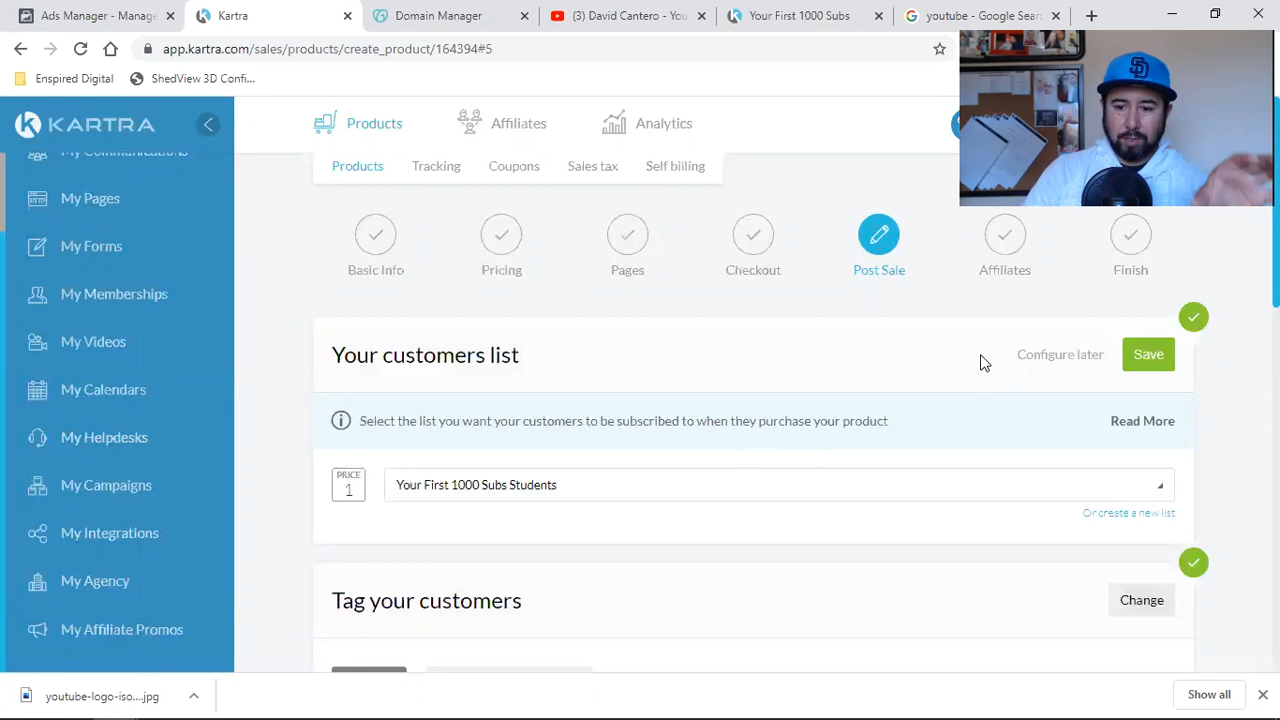 Ads Manager - Manage
Kartra
Domain Manager
(3) David Cantero - You
Your First 1000 Subs
youtube - Google Sear
app.kartra.com/sales/products/create_product/164394#5
Enspired Digital
ShedView 3D Confi...
KARTRA
Products
Affiliates
Analytics
Products
Tracking
Coupons
Sales tax
Self billing
My Communications
My Pages
My Forms
My Memberships
My Videos
My Calendars
My Helpdesks
My Campaigns
My Integrations
My Agency
My Affiliate Promos
Basic Info
Pricing
Pages
Checkout
Post Sale
Affiliates
Finish
Your customers list
Configure later
Save
Select the list you want your customers to be subscribed to when they purchase your product
Read More
PRICE
1
Your First 1000 Subs Students
Or create a new list
Tag your customers
Change
youtube-logo-iso....jpg
Show all